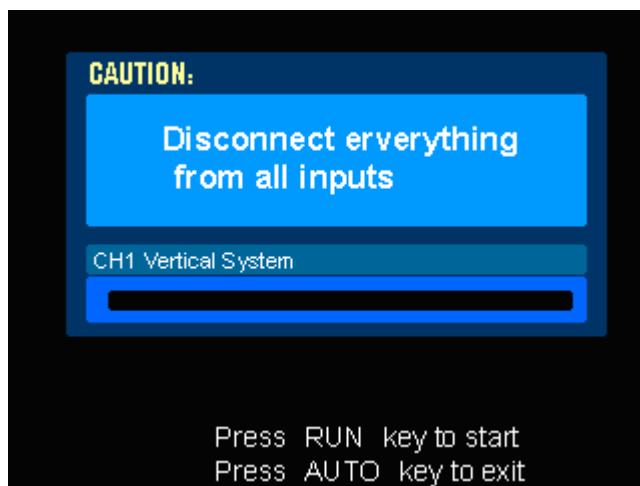 CAUTION:
Disconnect erverything
from all inputs
CH1 Vertical System
Press RUN key to start
Press AUTO key to exit